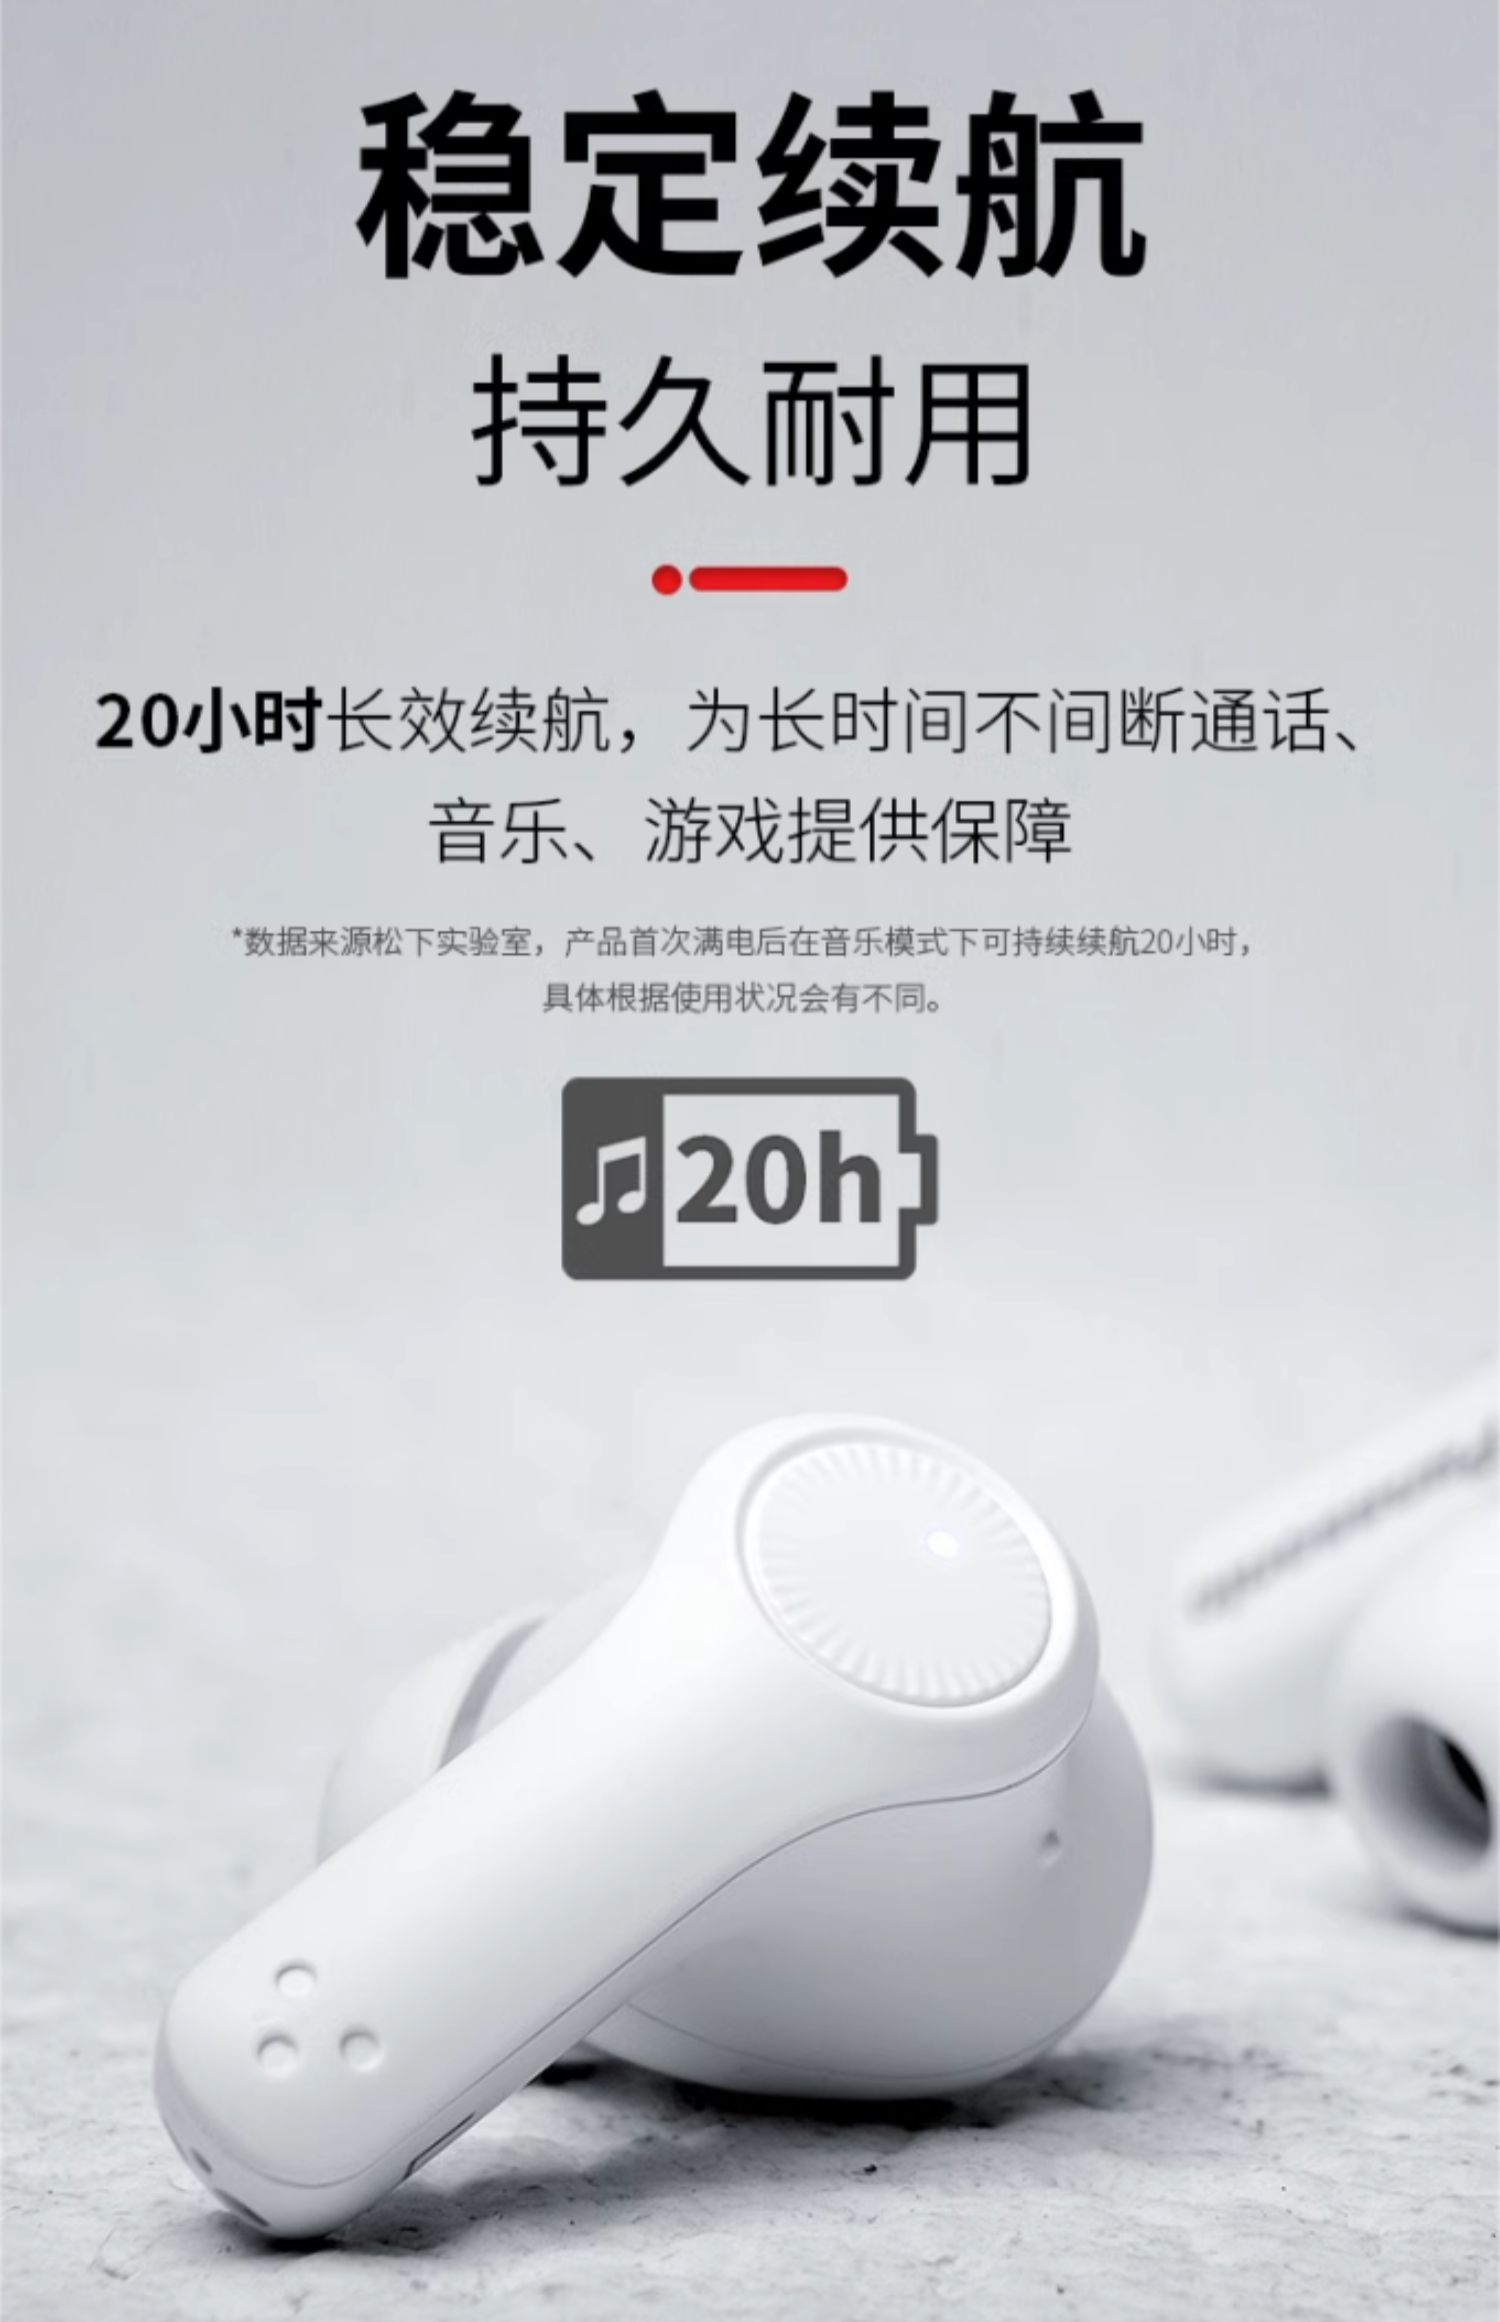 稳定续航
持久耐用
20小时长效续航，为长时间不间断通话、
音乐、游戏提供保障
*数据来源松下实验室，产品首次满电后在音乐模式下可持续续航20小时，
具体根据使用状况会有不同。
20h